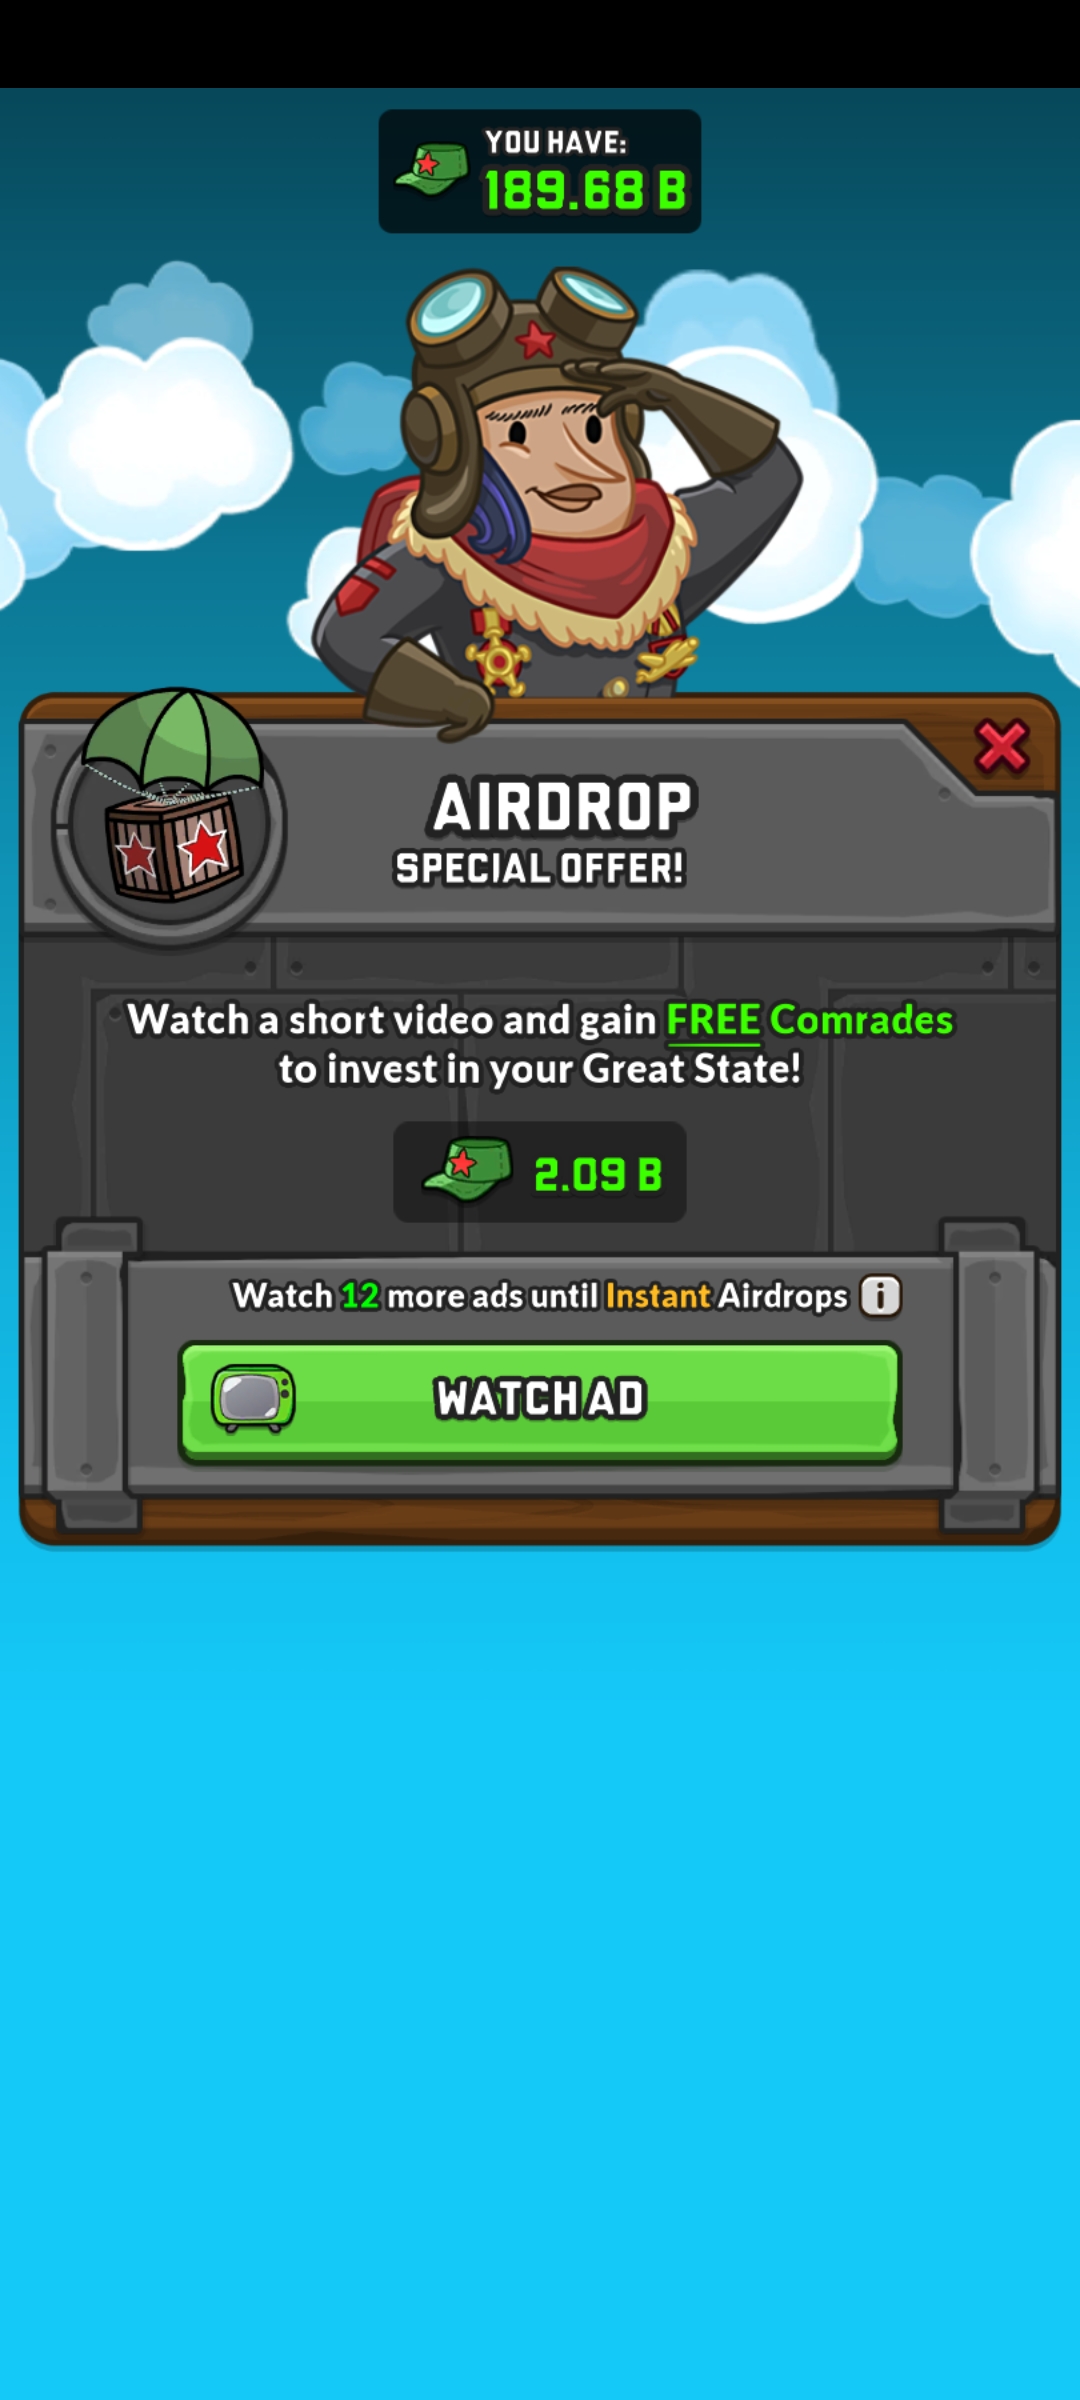 YOU HAVE:
189.68 B
AIRDROP
SPECIAL OFFER!
Watch a short video and gain FREE Comrades
to invest in your Great State!
2.09 B
Watch 12 more ads until Instant Airdrops i
WATCH AD